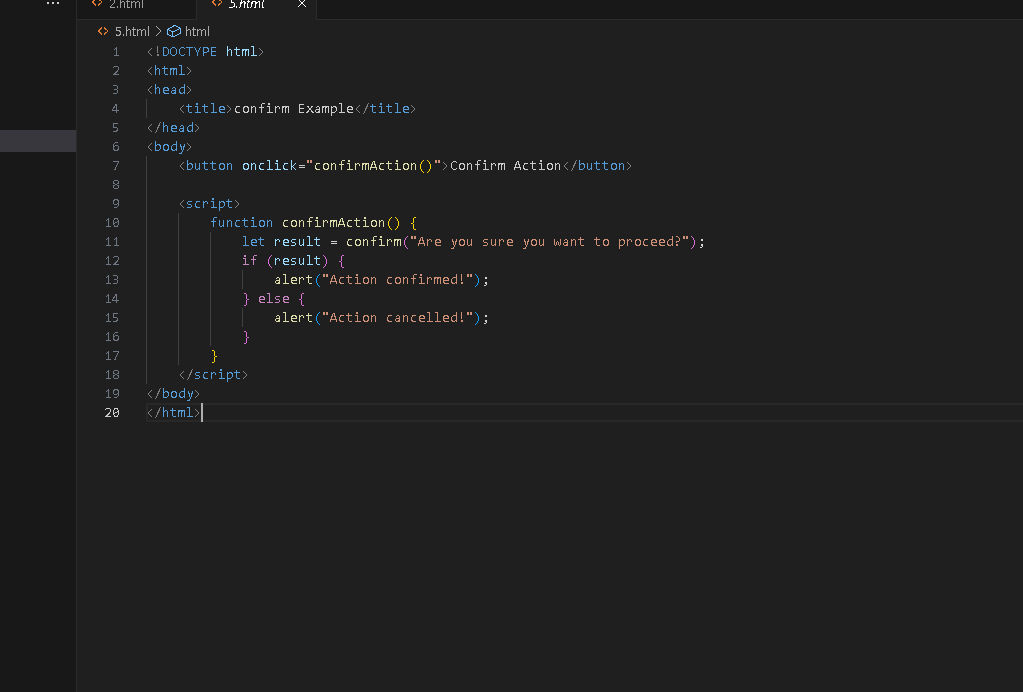 ··· <> 2.html <> 5.html ×
<> 5.html > html
1 <!DOCTYPE html>
2 <html>
3 <head>
4     <title>confirm Example</title>
5 </head>
6 <body>
7     <button onclick="confirmAction()">Confirm Action</button>
8
9     <script>
10         function confirmAction() {
11             let result = confirm("Are you sure you want to proceed?");
12             if (result) {
13                 alert("Action confirmed!");
14             } else {
15                 alert("Action cancelled!");
16             }
17         }
18     </script>
19 </body>
20 </html>